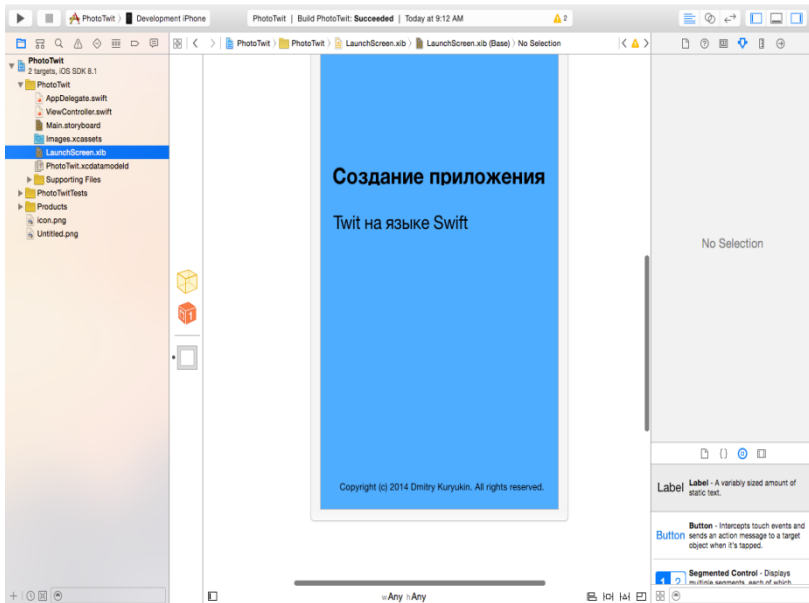 PhotoTwit
Development iPhone
PhotoTwit | Build PhotoTwit: Succeeded | Today at 9:12 AM
2
PhotoTwit
2 targets, iOS SDK 8.1
PhotoTwit
AppDelegate.swift
ViewController.swift
Main.storyboard
Images.xcassets
LaunchScreen.xib
PhotoTwit.xcdatamodeld
Supporting Files
PhotoTwitTests
Products
icon.png
Untitled.png
PhotoTwit
PhotoTwit
LaunchScreen.xib
LaunchScreen.xib (Base)
No Selection
Создание приложения
Twit на языке Swift
Copyright (c) 2014 Dmitry Kuryukin. All rights reserved.
wAny hAny
No Selection
Label
Label - A variably sized amount of
static text.
Button
Button - Intercepts touch events and
sends an action message to a target
object when it's tapped.
1 2
Segmented Control - Displays
multiple segments, each of which